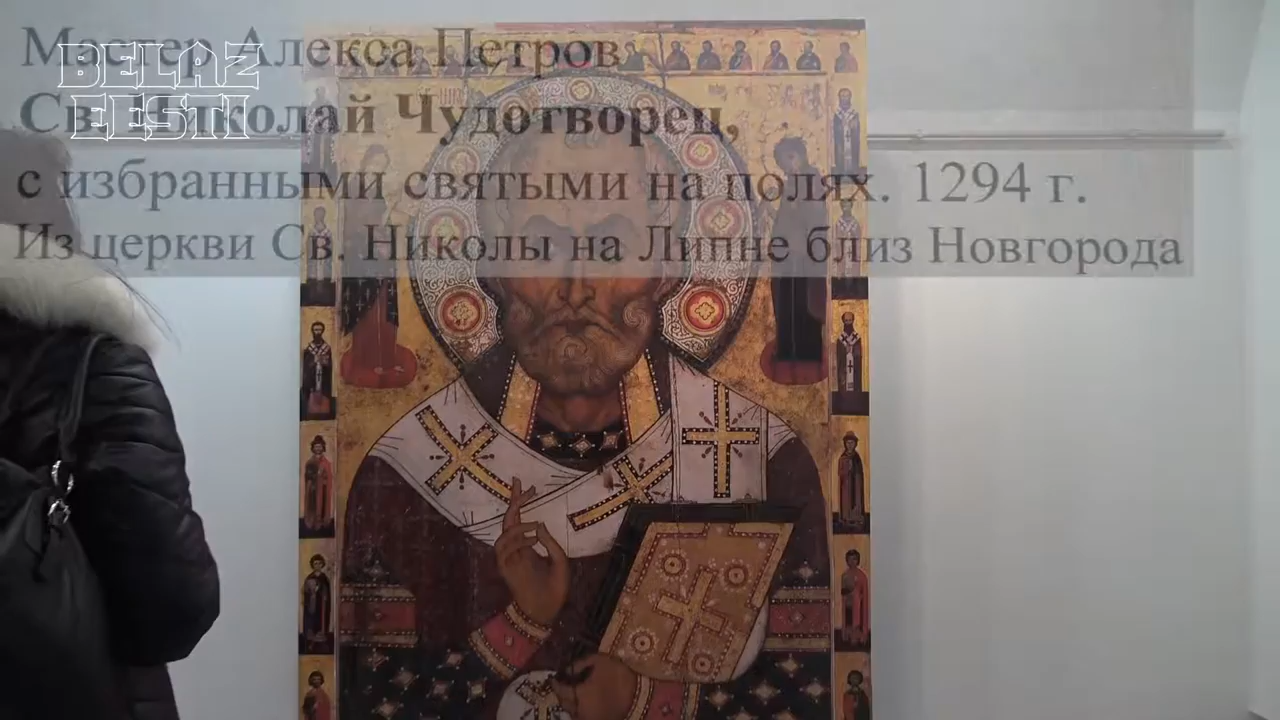 BELAZ
EESTI
Мастер Алекса Петров
Св. Николай Чудотворец,
с избранными святыми на полях. 1294 г.
Из церкви Св. Николы на Липне близ Новгорода